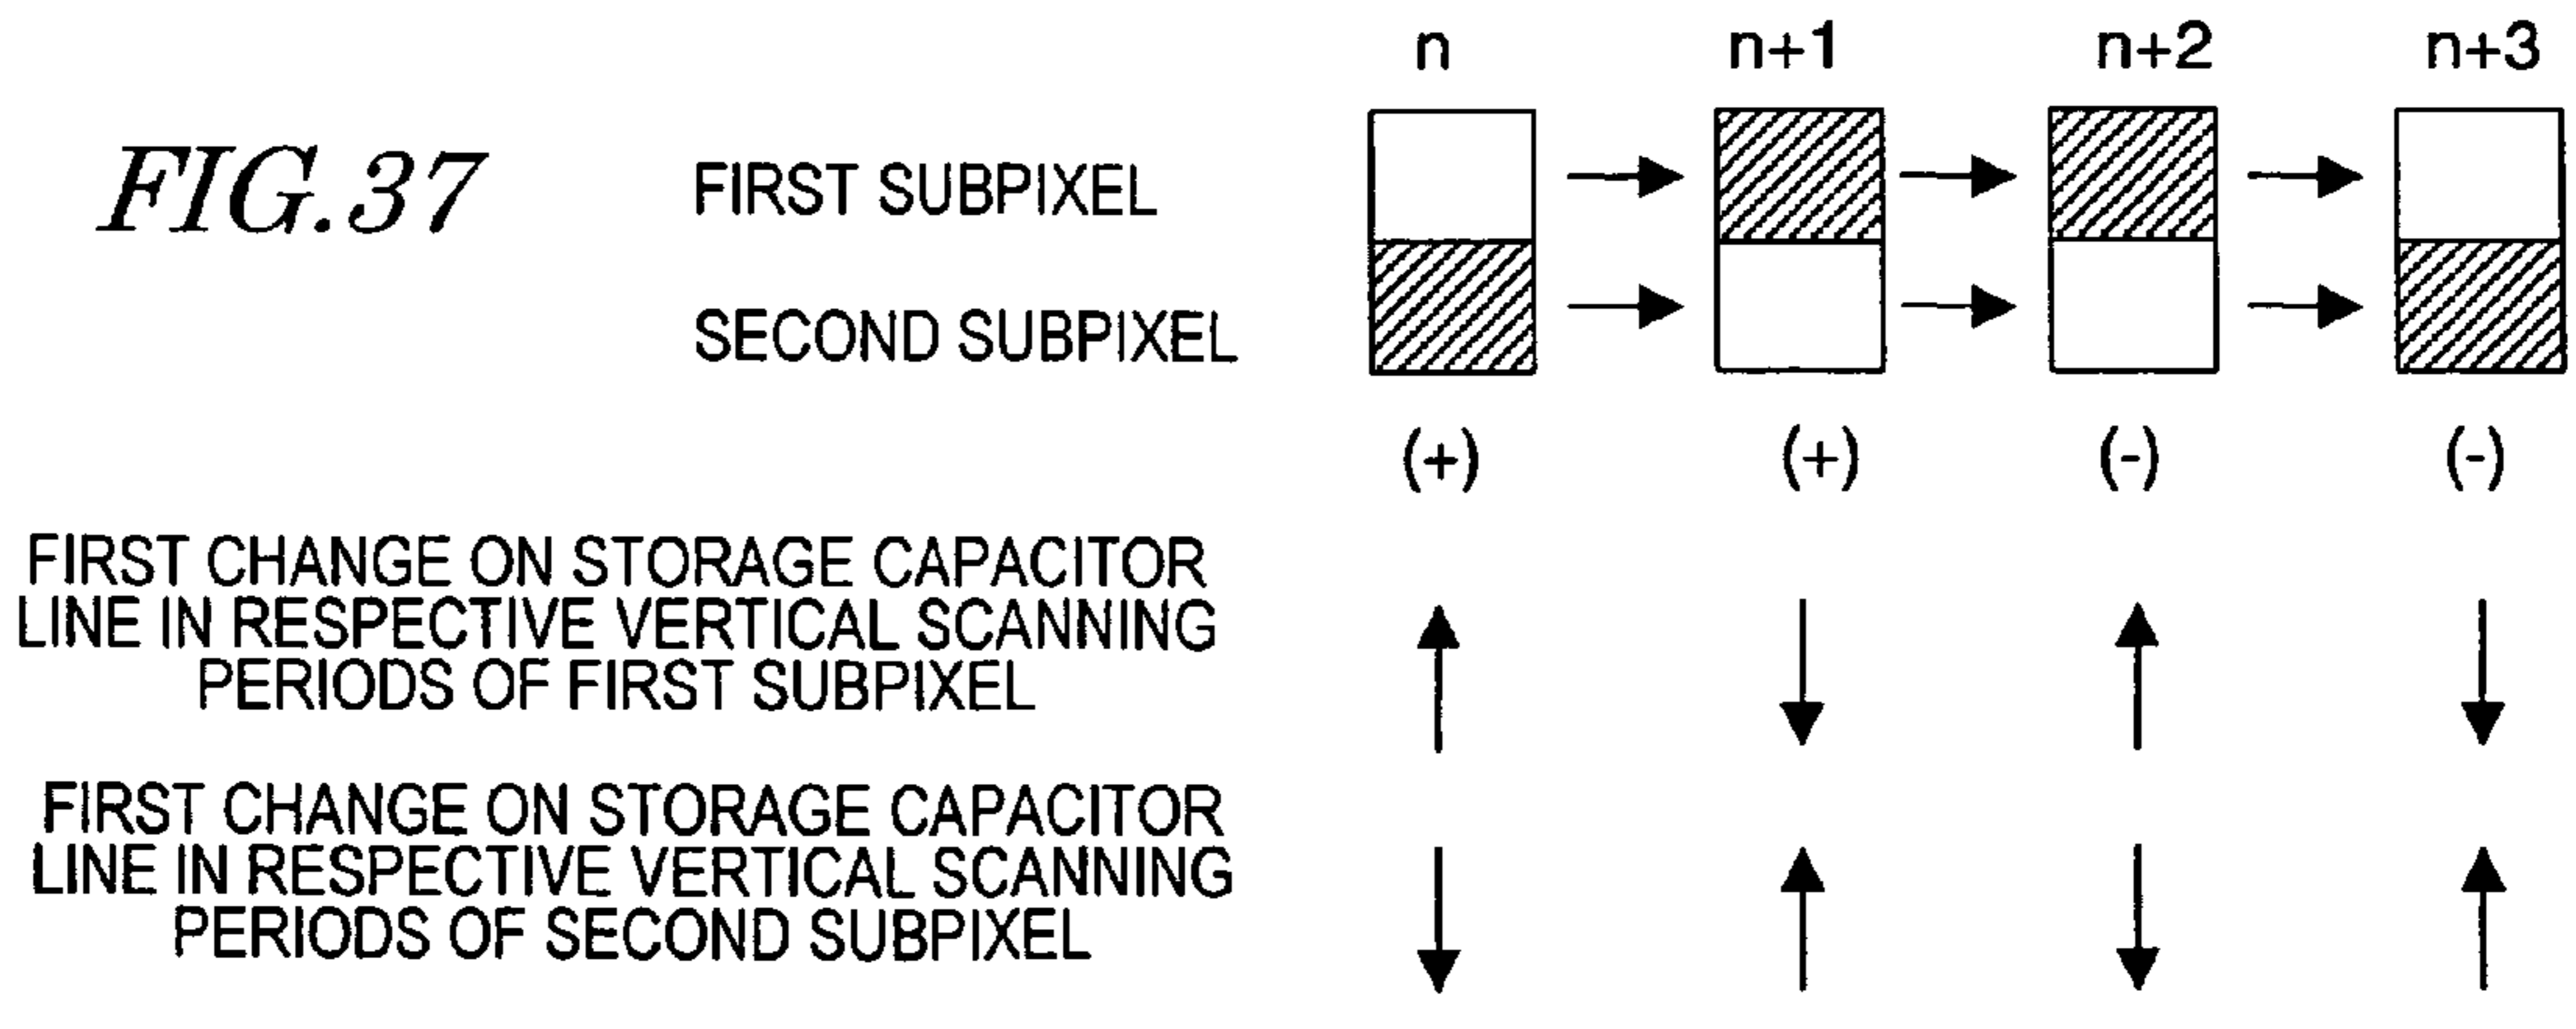 n n+1 n+2 n+3
FIG.37
FIRST SUBPIXEL
SECOND SUBPIXEL
(+) (+) (-) (-)
FIRST CHANGE ON STORAGE CAPACITOR
LINE IN RESPECTIVE VERTICAL SCANNING
PERIODS OF FIRST SUBPIXEL
FIRST CHANGE ON STORAGE CAPACITOR
LINE IN RESPECTIVE VERTICAL SCANNING
PERIODS OF SECOND SUBPIXEL